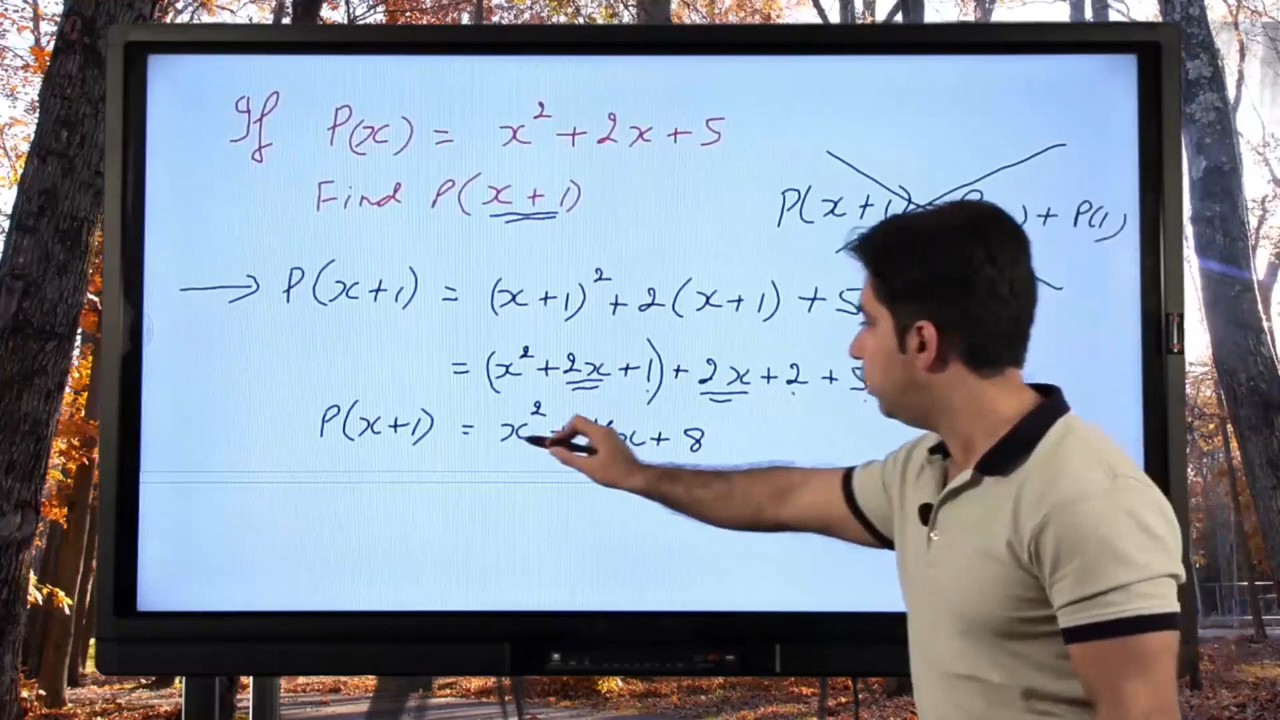 If P(x) = x² + 2x + 5
Find P(x + 1)
P(x + 1) + P(1)
→ P(x+1) = (x+1)² + 2(x+1) + 5
= (x² + 2x + 1) + 2x + 2 + 5
P(x+1) = x² + 4x + 8